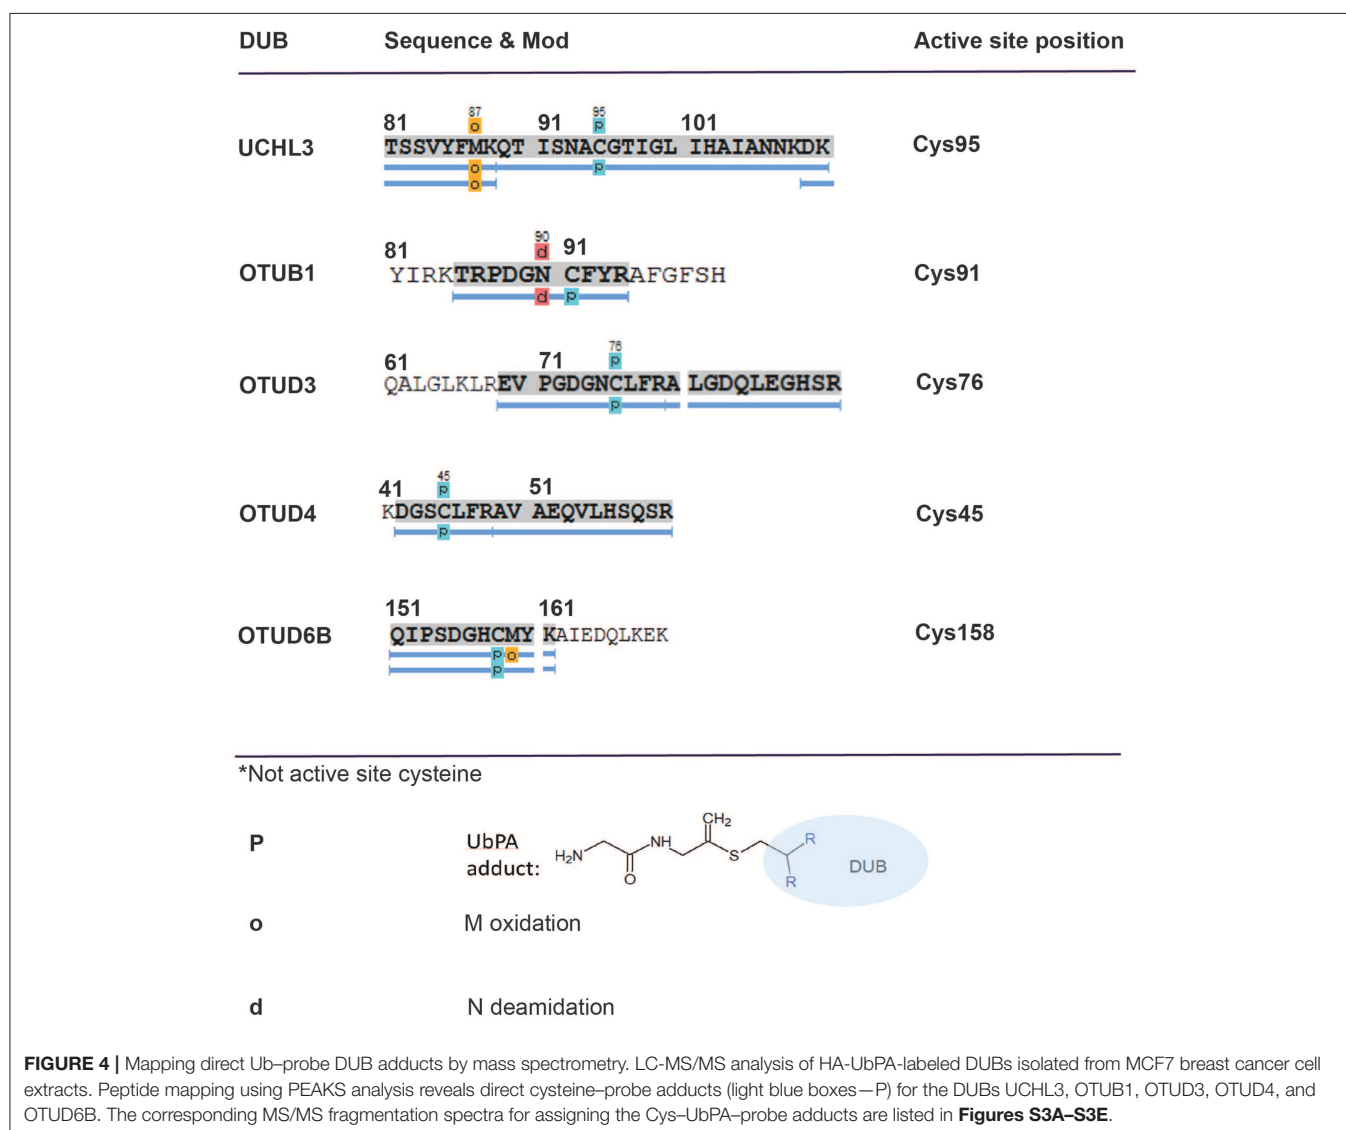 DUB Sequence & Mod Active site position
87 95
o p
81 91 101
UCHL3 TSSVYFMKQT ISNACGTIGL IHAIANNKDK Cys95
o p
o
90
81 d 91
OTUB1 YIRKTRPDGN CFYRAFGFSH Cys91
d p
76
61 71 p
OTUD3 QALGLKLREV PGDGNCLFRA LGDQLEGHSR Cys76
p
45
41 p 51
OTUD4 KDGSCLFRAV AEQVLHSQSR Cys45
p
151 161
OTUD6B QIPSDGHCMY KAIEDQLKEK Cys158
p o
p
*Not active site cysteine
P UbPA adduct: H₂N O NH CH₂ S R R DUB
o M oxidation
d N deamidation
FIGURE 4 | Mapping direct Ub–probe DUB adducts by mass spectrometry. LC-MS/MS analysis of HA-UbPA-labeled DUBs isolated from MCF7 breast cancer cell
extracts. Peptide mapping using PEAKS analysis reveals direct cysteine–probe adducts (light blue boxes—P) for the DUBs UCHL3, OTUB1, OTUD3, OTUD4, and
OTUD6B. The corresponding MS/MS fragmentation spectra for assigning the Cys–UbPA–probe adducts are listed in Figures S3A–S3E.